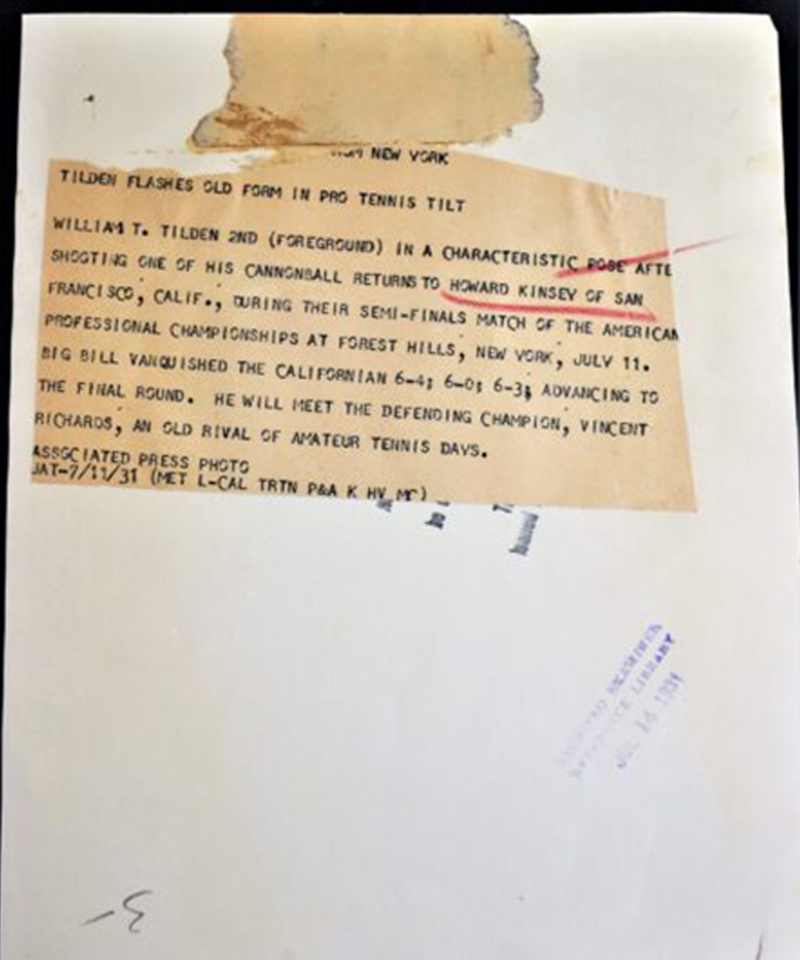 NEW YORK
TILDEN FLASHES OLD FORM IN PRO TENNIS TILT
WILLIAM T. TILDEN 2ND (FOREGROUND) IN A CHARACTERISTIC POSE AFTE
SHOOTING ONE OF HIS CANNONBALL RETURNS TO HOWARD KINSEY OF SAN
FRANCISCO, CALIF., DURING THEIR SEMI-FINALS MATCH OF THE AMERICAN
PROFESSIONAL CHAMPIONSHIPS AT FOREST HILLS, NEW YORK, JULY 11.
BIG BILL VANQUISHED THE CALIFORNIAN 6-4; 6-0; 6-3; ADVANCING TO
THE FINAL ROUND. HE WILL MEET THE DEFENDING CHAMPION, VINCENT
RICHARDS, AN OLD RIVAL OF AMATEUR TENNIS DAYS.
ASSOCIATED PRESS PHOTO
JAT-7/11/31 (MET L-CAL TRTN P&A K HV MC)
be
Issued
LIBRARY